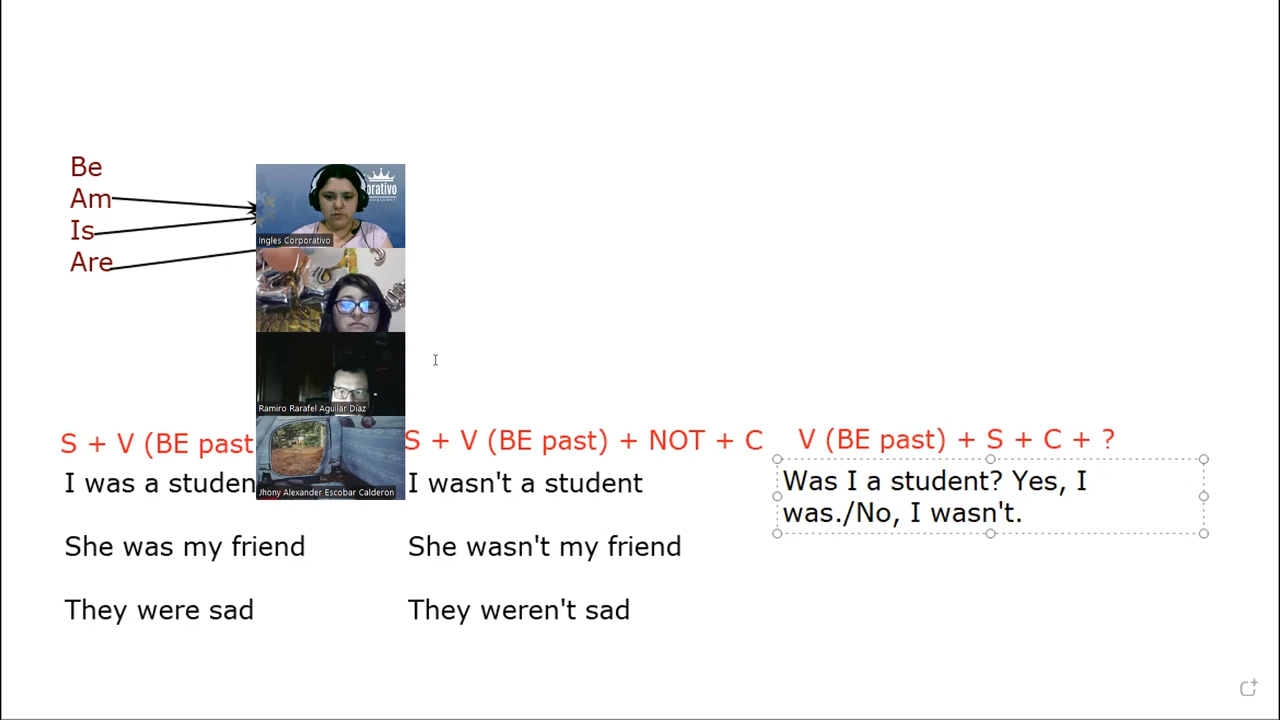 Be
Am
Is
Are
orativo
Ingles Corporativo
Ramiro Rarafel Aguilar Díaz
Jhony Alexander Escobar Calderon
S + V (BE past
S + V (BE past) + NOT + C
V (BE past) + S + C + ?
I was a studen
I wasn't a student
Was I a student? Yes, I
was./No, I wasn't.
She was my friend
She wasn't my friend
They were sad
They weren't sad